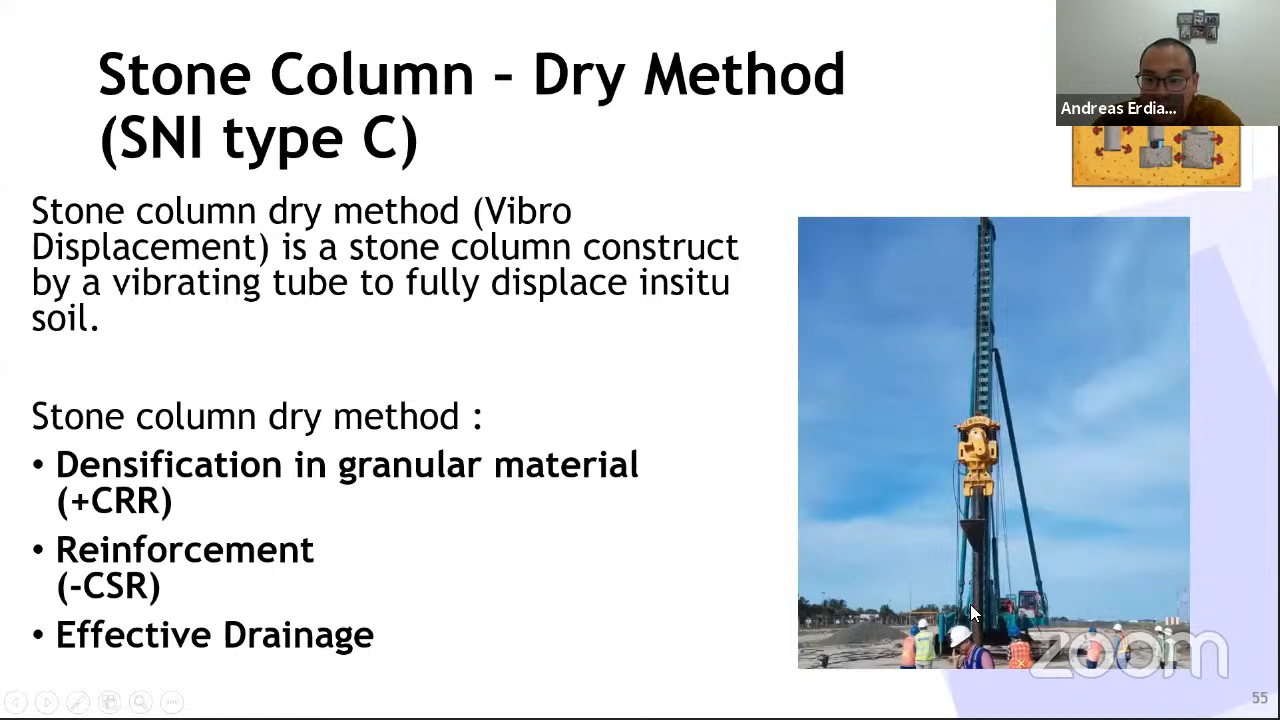 Stone Column – Dry Method
(SNI type C)
Andreas Erdia...
Stone column dry method (Vibro
Displacement) is a stone column construct
by a vibrating tube to fully displace insitu
soil.
Stone column dry method :
• Densification in granular material
(+CRR)
• Reinforcement
(-CSR)
• Effective Drainage
zoom
55